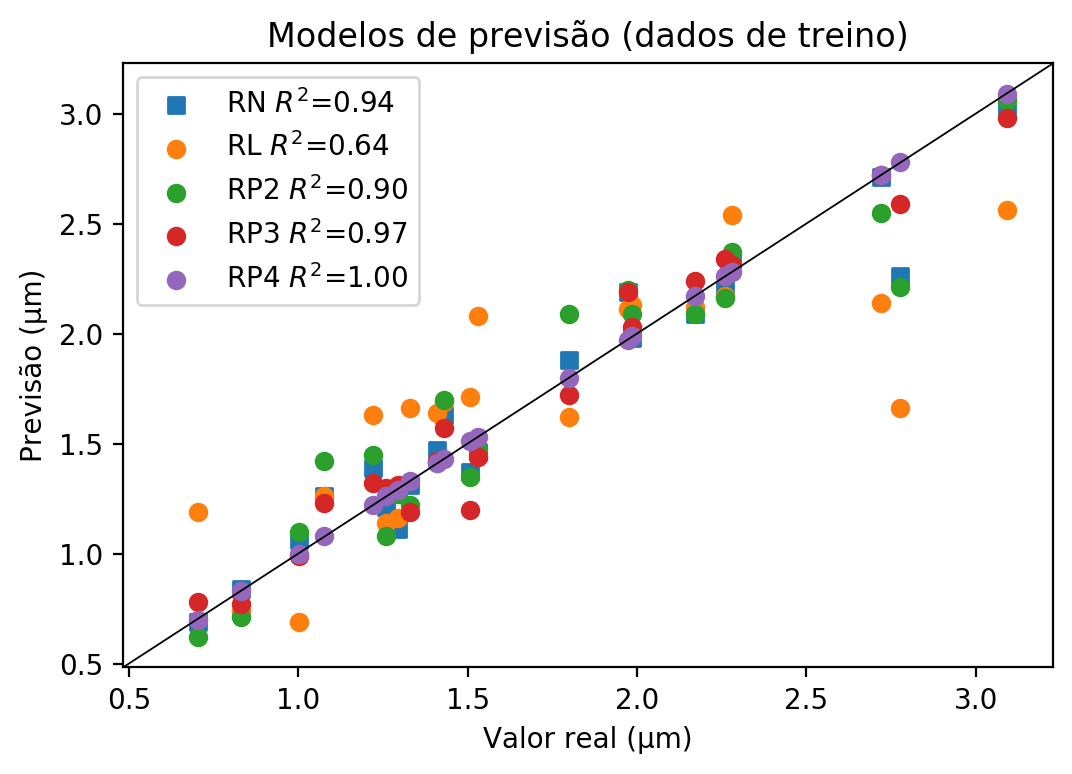 Modelos de previsão (dados de treino)
RN R²=0.94
RL R²=0.64
RP2 R²=0.90
RP3 R²=0.97
RP4 R²=1.00
Previsão (µm)
3.0
2.5
2.0
1.5
1.0
0.5
0.5 1.0 1.5 2.0 2.5 3.0
Valor real (µm)